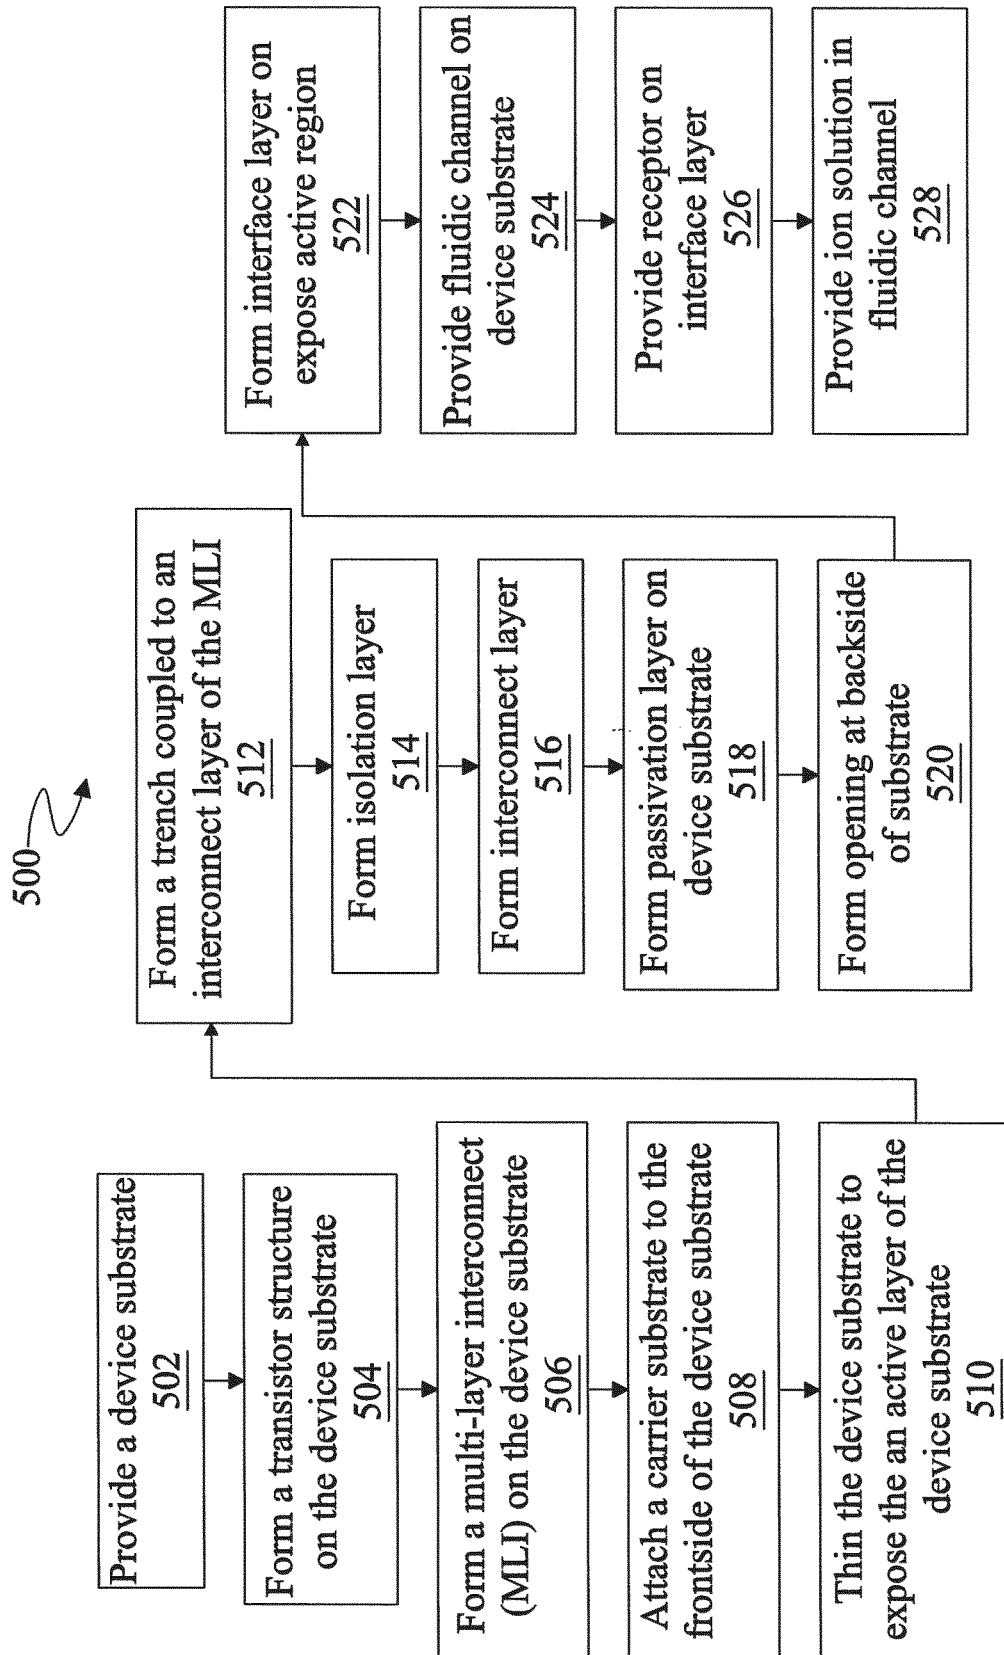 500
Provide a device substrate
502
Form a transistor structure
on the device substrate
504
Form a multi-layer interconnect
(MLI) on the device substrate
506
Attach a carrier substrate to the
frontside of the device substrate
508
Thin the device substrate to
expose the an active layer of the
device substrate
510
Form a trench coupled to an
interconnect layer of the MLI
512
Form isolation layer
514
Form interconnect layer
516
Form passivation layer on
device substrate
518
Form opening at backside
of substrate
520
Form interface layer on
expose active region
522
Provide fluidic channel on
device substrate
524
Provide receptor on
interface layer
526
Provide ion solution in
fluidic channel
528